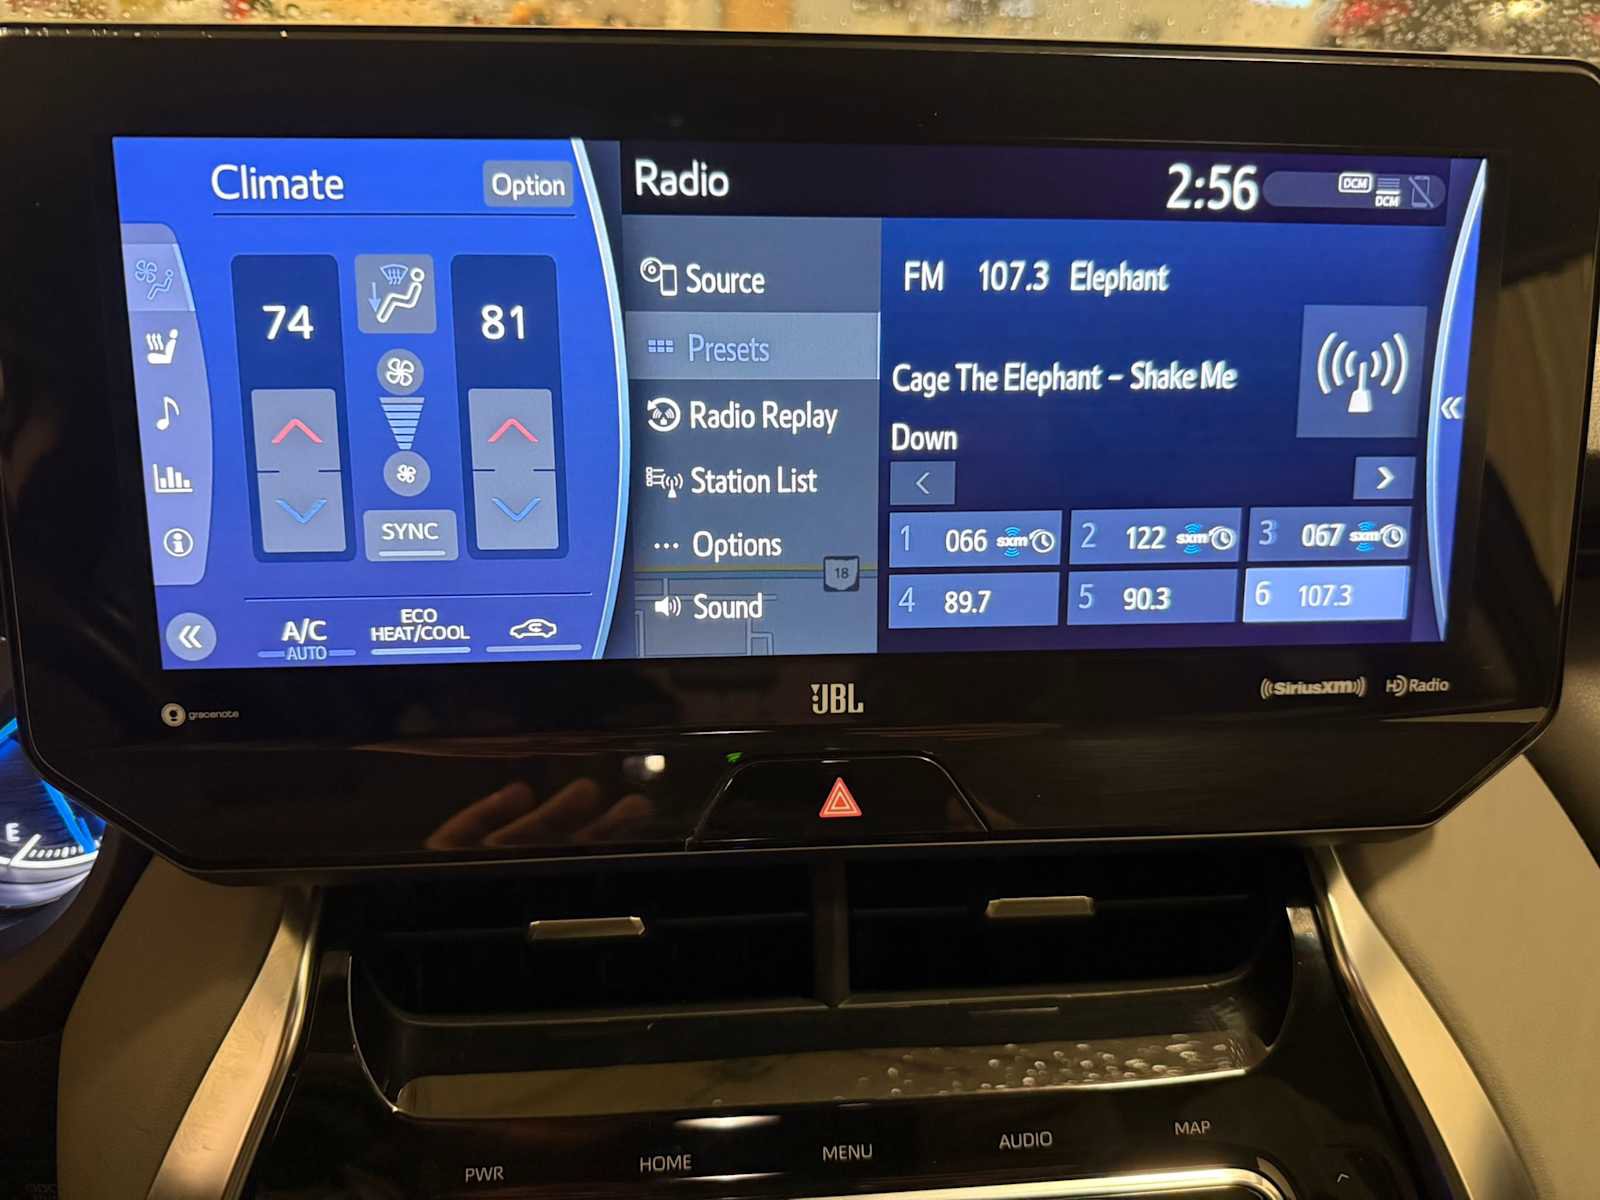 Climate
Option
74
81
SYNC
A/C
AUTO
ECO
HEAT/COOL
Radio
2:56
DCM
DCM
Source
Presets
Radio Replay
Station List
Options
18
Sound
FM 107.3 Elephant
Cage The Elephant - Shake Me
Down
1 066 sxm
2 122 sxm
3 067 sxm
4 89.7
5 90.3
6 107.3
gracenote
JBL
((SiriusXM))
HD Radio
E
PWR
HOME
MENU
AUDIO
MAP